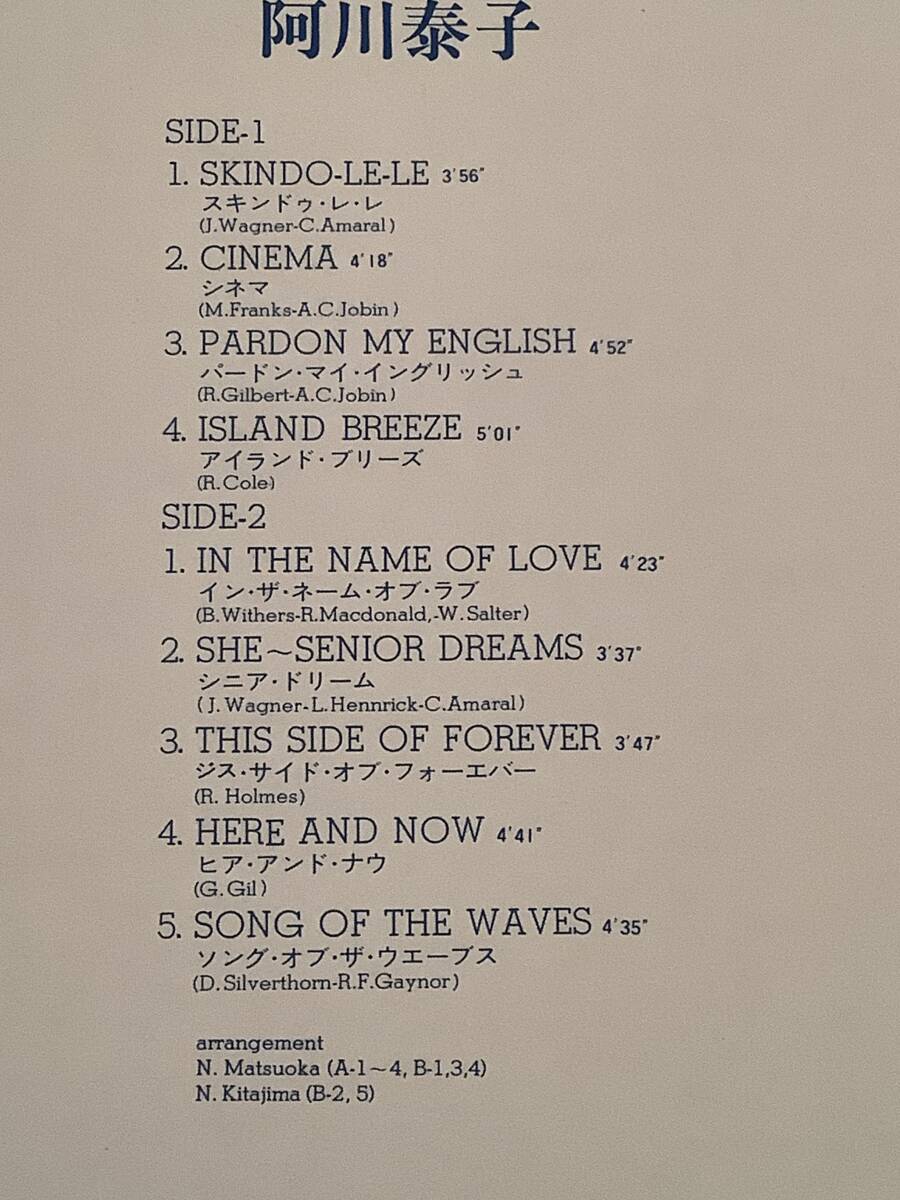 阿川泰子
SIDE-1
1. SKINDO-LE-LE 3'56"
スキンドゥ・レ・レ
(J.Wagner-C.Amaral)
2. CINEMA 4'18"
シネマ
(M.Franks-A.C.Jobin)
3. PARDON MY ENGLISH 4'52"
パードン・マイ・イングリッシュ
(R.Gilbert-A.C.Jobin)
4. ISLAND BREEZE 5'01"
アイランド・ブリーズ
(R.Cole)
SIDE-2
1. IN THE NAME OF LOVE 4'23"
イン・ザ・ネーム・オブ・ラブ
(B.Withers-R.Macdonald,-W.Salter)
2. SHE~SENIOR DREAMS 3'37"
シニア・ドリーム
(J.Wagner-L.Hennrick-C.Amaral)
3. THIS SIDE OF FOREVER 3'47"
ジス・サイド・オブ・フォーエバー
(R. Holmes)
4. HERE AND NOW 4'41"
ヒア・アンド・ナウ
(G.Gil)
5. SONG OF THE WAVES 4'35"
ソング・オブ・ザ・ウエーブス
(D.Silverthorn-R.F.Gaynor)
arrangement
N. Matsuoka (A-1~4, B-1,3,4)
N. Kitajima (B-2, 5)